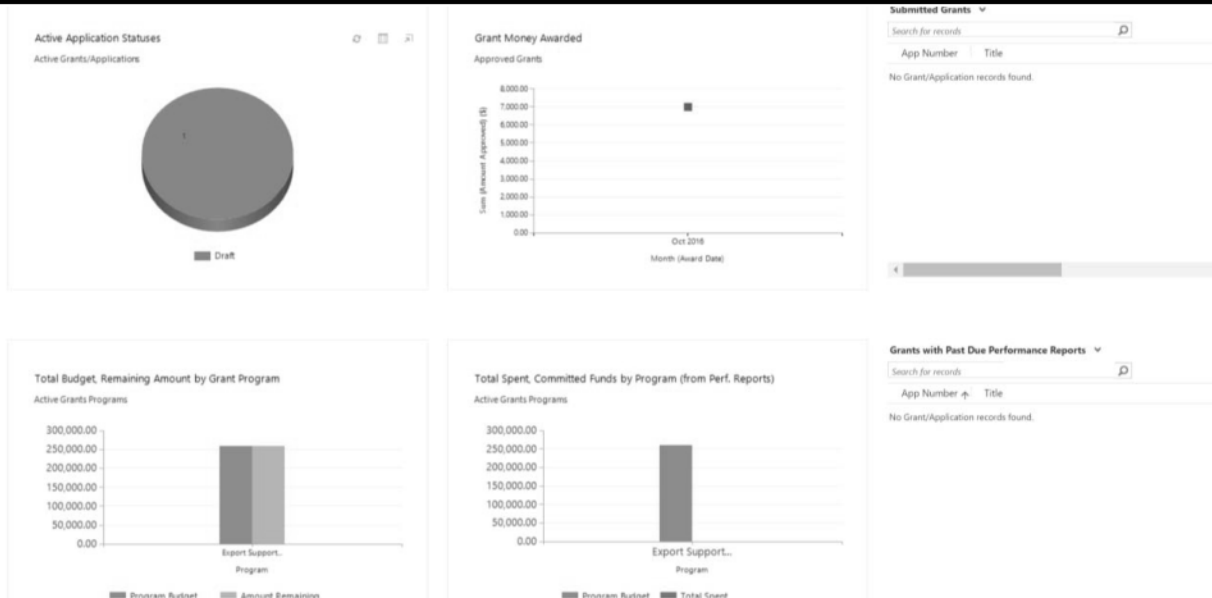 Active Application Statuses
Active Grants/Applications
1
Draft
Grant Money Awarded
Approved Grants
Sum (Amount Approved) ($)
8,000.00
7,000.00
6,000.00
5,000.00
4,000.00
3,000.00
2,000.00
1,000.00
0.00
Oct 2016
Month (Award Date)
Submitted Grants
Search for records
App Number Title
No Grant/Application records found.
Total Budget, Remaining Amount by Grant Program
Active Grants Programs
300,000.00
250,000.00
200,000.00
150,000.00
100,000.00
50,000.00
0.00
Export Support...
Program
Program Budget Amount Remaining
Total Spent, Committed Funds by Program (from Perf. Reports)
Active Grants Programs
300,000.00
250,000.00
200,000.00
150,000.00
100,000.00
50,000.00
0.00
Export Support...
Program
Program Budget Total Spent
Grants with Past Due Performance Reports
Search for records
App Number Title
No Grant/Application records found.